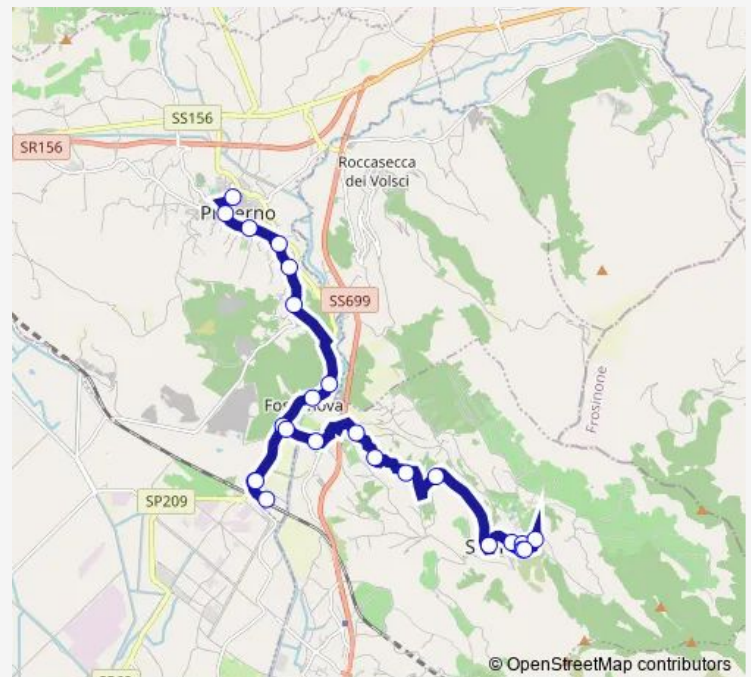 SS156
SR156
Roccasecca
dei Volsci
SS699
Frosinone
SP209
© OpenStreetMap contributors